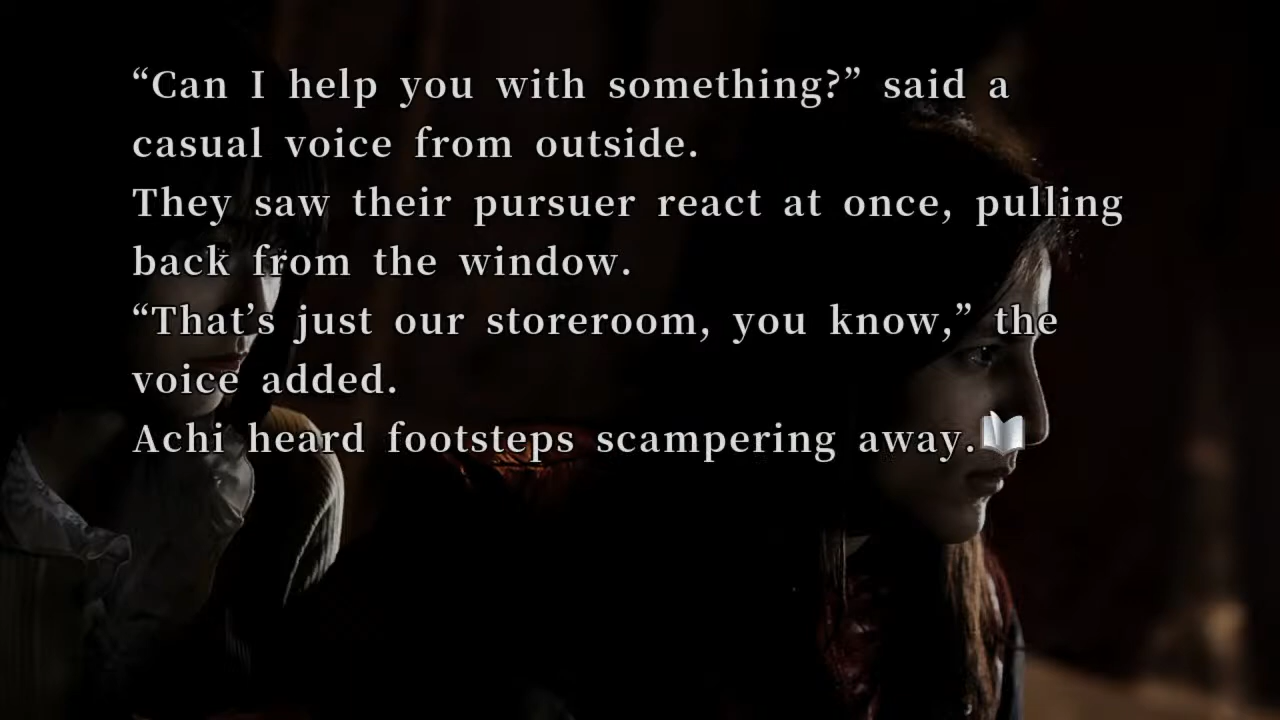 “Can I help you with something?” said a
casual voice from outside.
They saw their pursuer react at once, pulling
back from the window.
“That’s just our storeroom, you know,” the
voice added.
Achi heard footsteps scampering away.